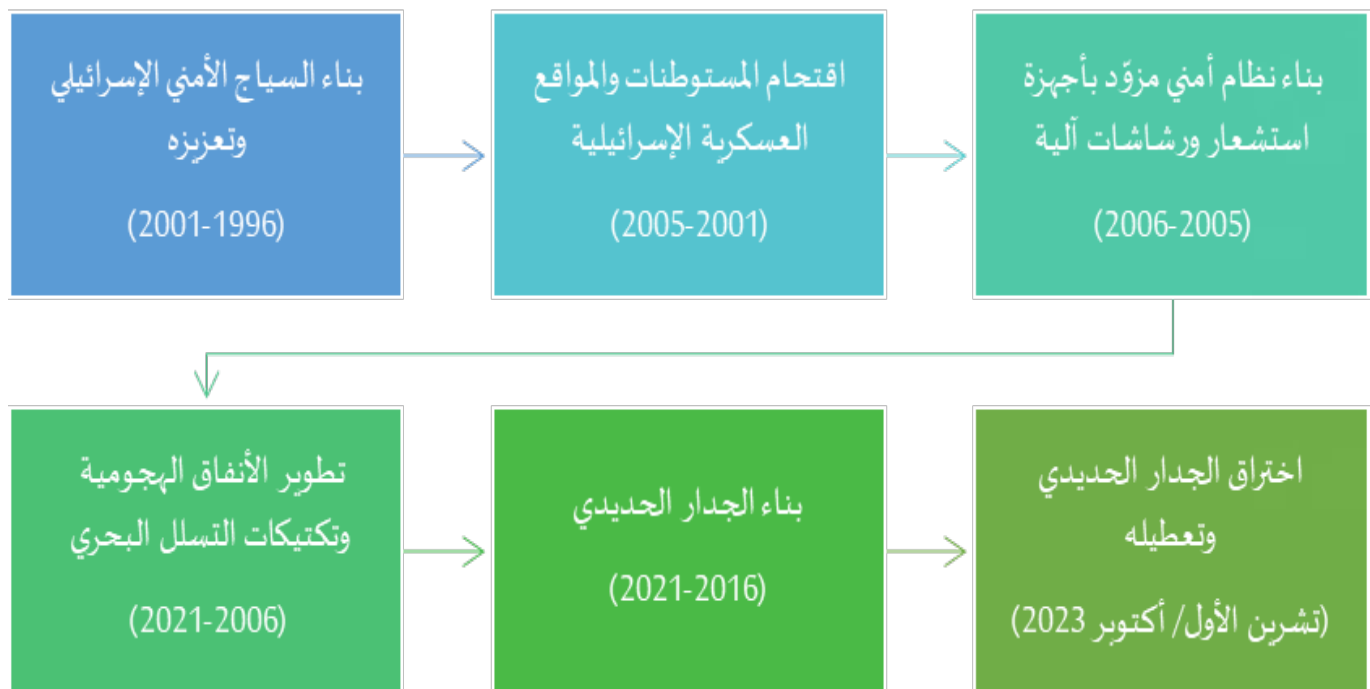 بناء السياج الأمني الإسرائيلي
وتعزيزه
(2001-1996)
اقتحام المستوطنات والمواقع
العسكرية الإسرائيلية
(2005-2001)
بناء نظام أمني مزوّد بأجهزة
استشعار ورشاشات آلية
(2006-2005)
تطوير الأنفاق الهجومية
وتكتيكات التسلل البحري
(2021-2006)
بناء الجدار الحديدي
(2021-2016)
اختراق الجدار الحديدي
وتعطيله
(تشرين الأول/ أكتوبر 2023)